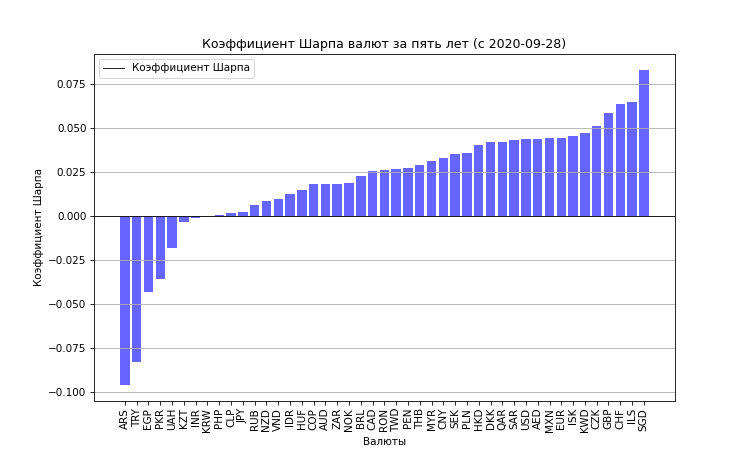 Коэффициент Шарпа валют за пять лет (с 2020-09-28)
Коэффициент Шарпа
0.075
0.050
0.025
0.000
−0.025
−0.050
−0.075
−0.100
Коэффициент Шарпа
ARS
TRY
EGP
PKR
UAH
KZT
INR
KRW
PHP
CLP
JPY
RUB
NZD
VND
IDR
HUF
COP
AUD
ZAR
NOK
BRL
CAD
RON
TWD
PEN
THB
MYR
CNY
SEK
PLN
HKD
DKK
QAR
SAR
USD
AED
MXN
EUR
ISK
KWD
CZK
GBP
CHF
ILS
SGD
Валюты